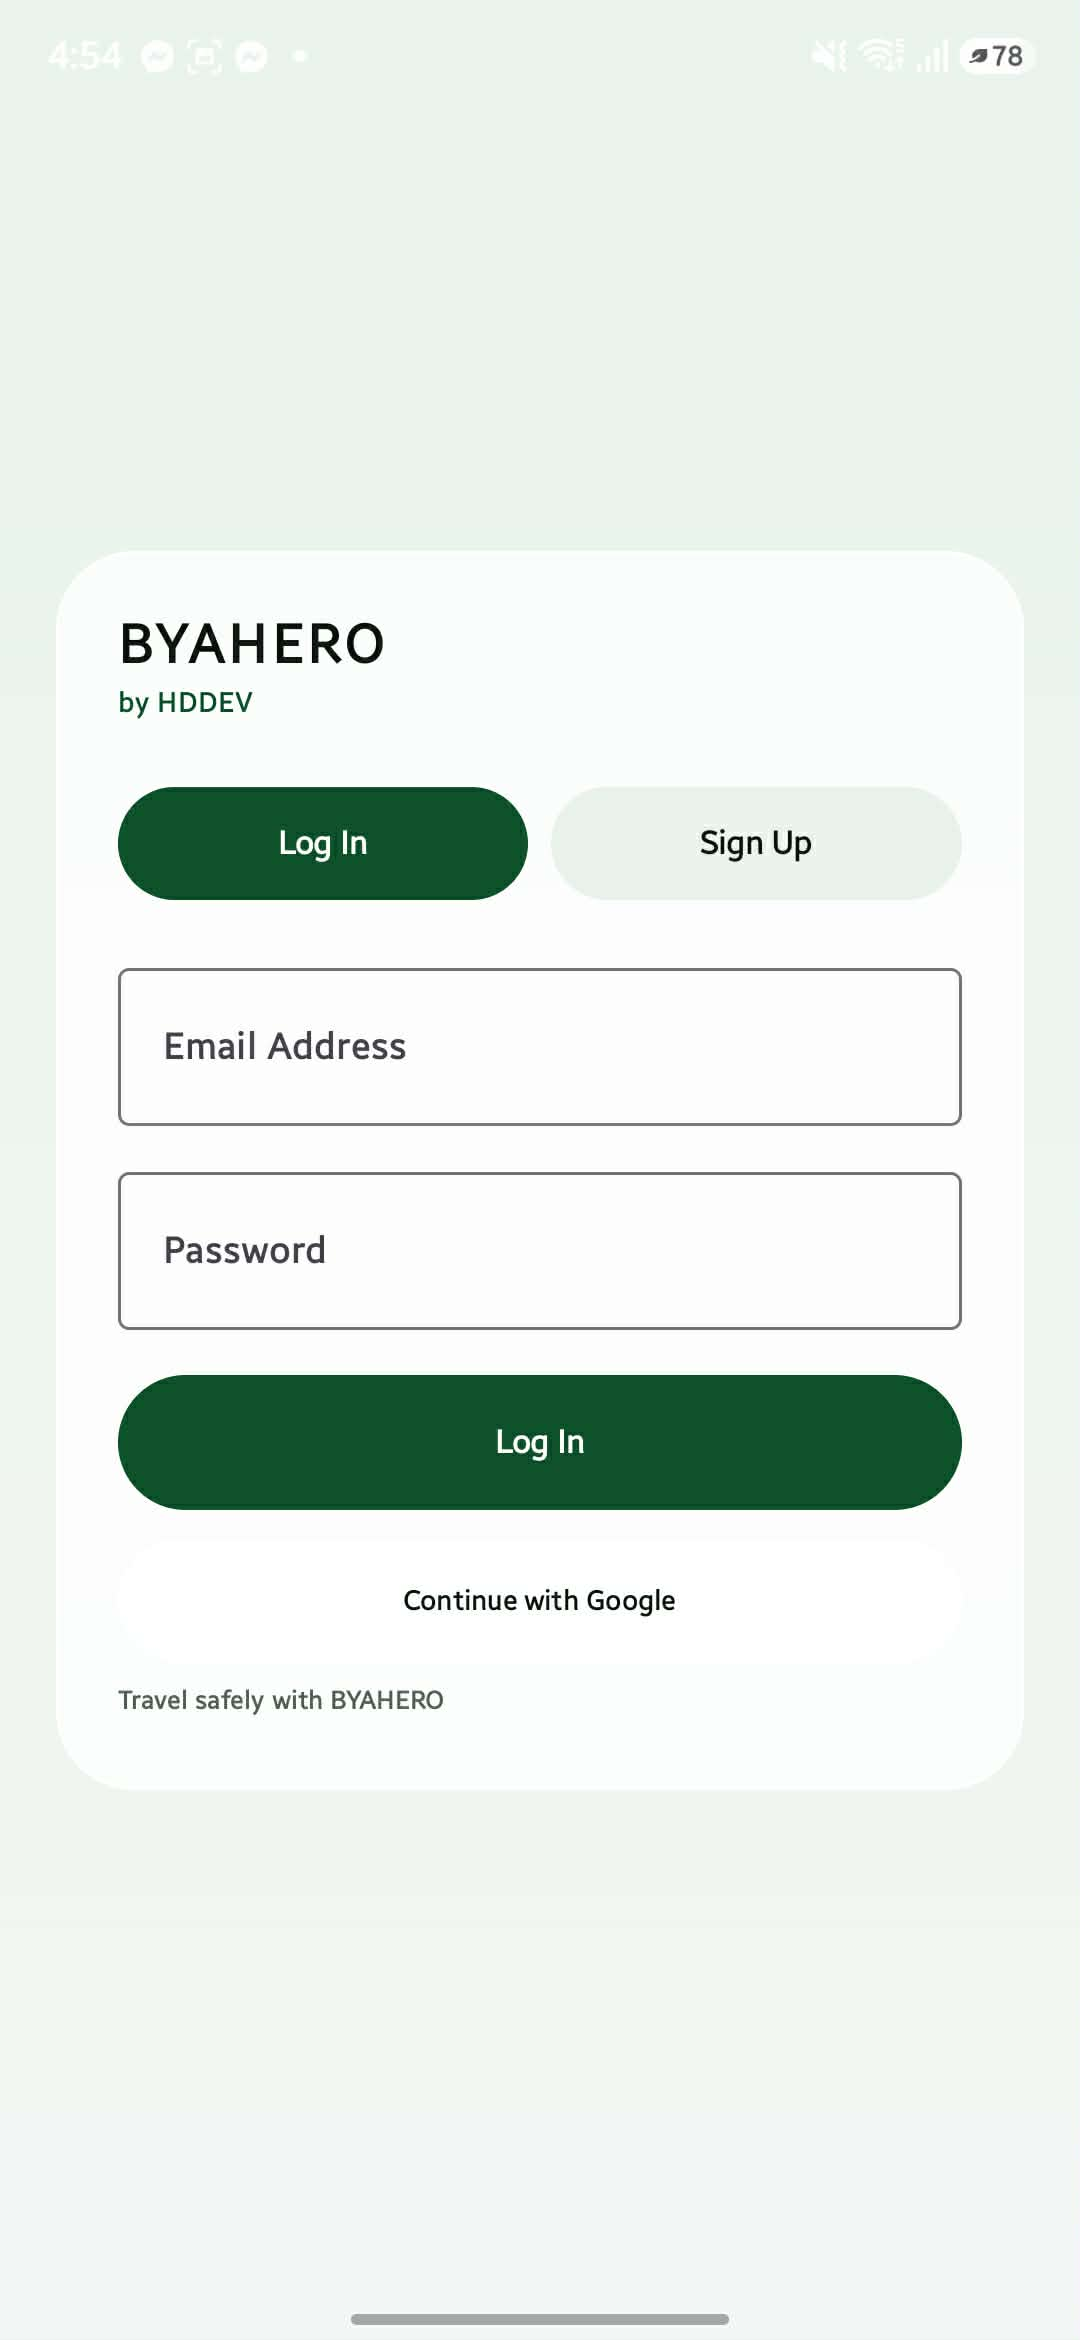 4:54
78
BYAHERO
by HDDEV
Log In
Sign Up
Email Address
Password
Log In
Continue with Google
Travel safely with BYAHERO